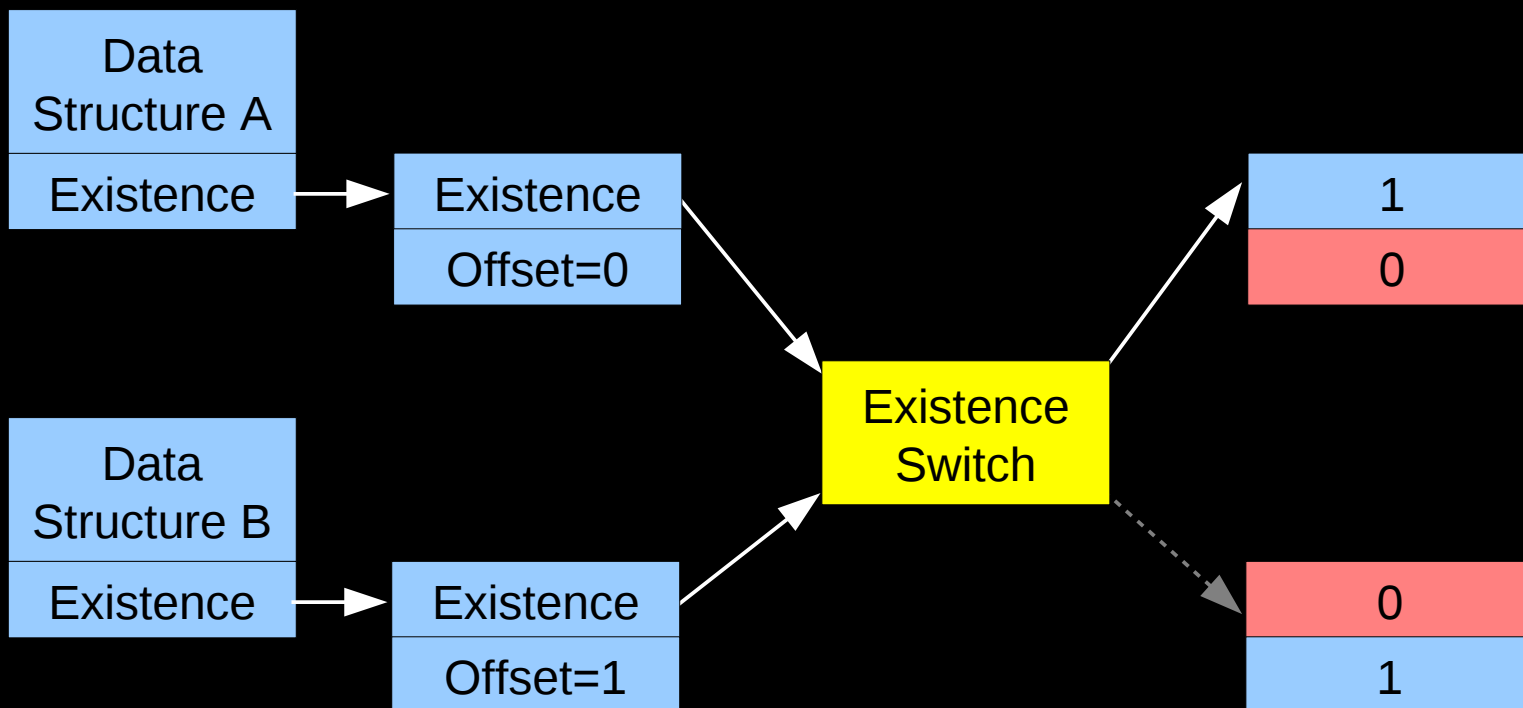 Data
Structure A
Existence
Existence
Offset=0
1
0
Existence
Switch
Data
Structure B
Existence
Existence
Offset=1
0
1